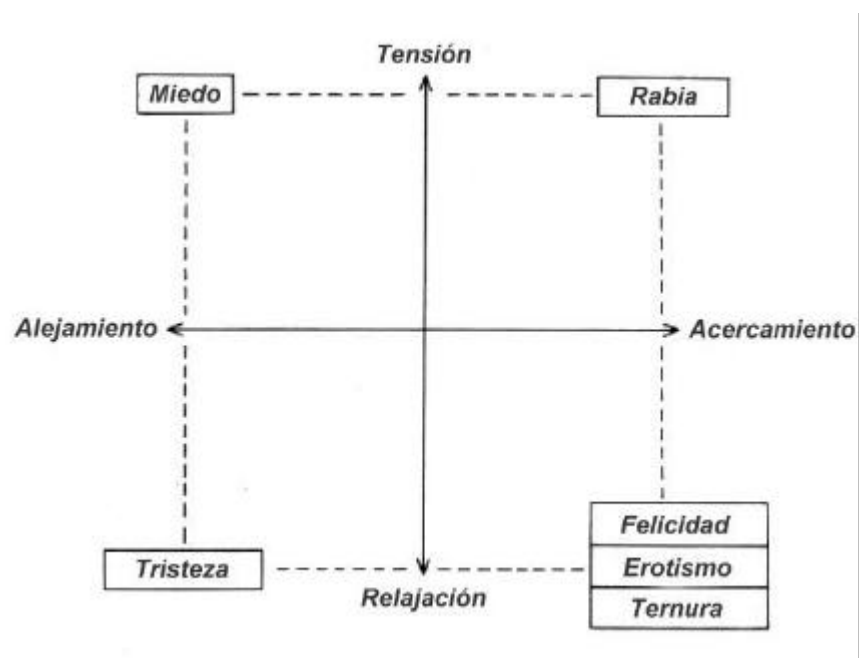 Tensión
Miedo
Rabia
Alejamiento
Acercamiento
Felicidad
Tristeza
Erotismo
Relajación
Ternura